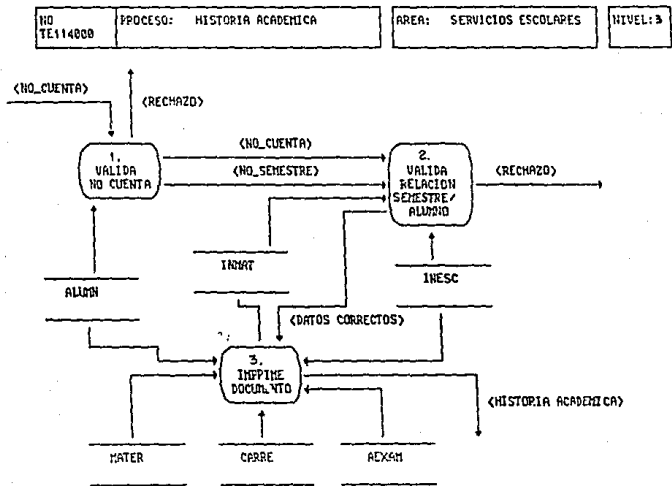 NO PROCESO: HISTORIA ACADEMICA AREA: SERVICIOS ESCOLARES NIVEL:3
TE114000
<NO_CUENTA>
<RECHAZO>
1.
VALIDA
NO CUENTA
<NO_CUENTA>
<NO_SEMESTRE>
2.
VALIDA
RELACION
SEMESTRE/
ALUMNO
<RECHAZO>
ALUMN
INMAT
INESC
<DATOS CORRECTOS>
3.
IMPRIME
DOCUMENTO
<HISTORIA ACADEMICA>
MATER
CARRE
AEXAM